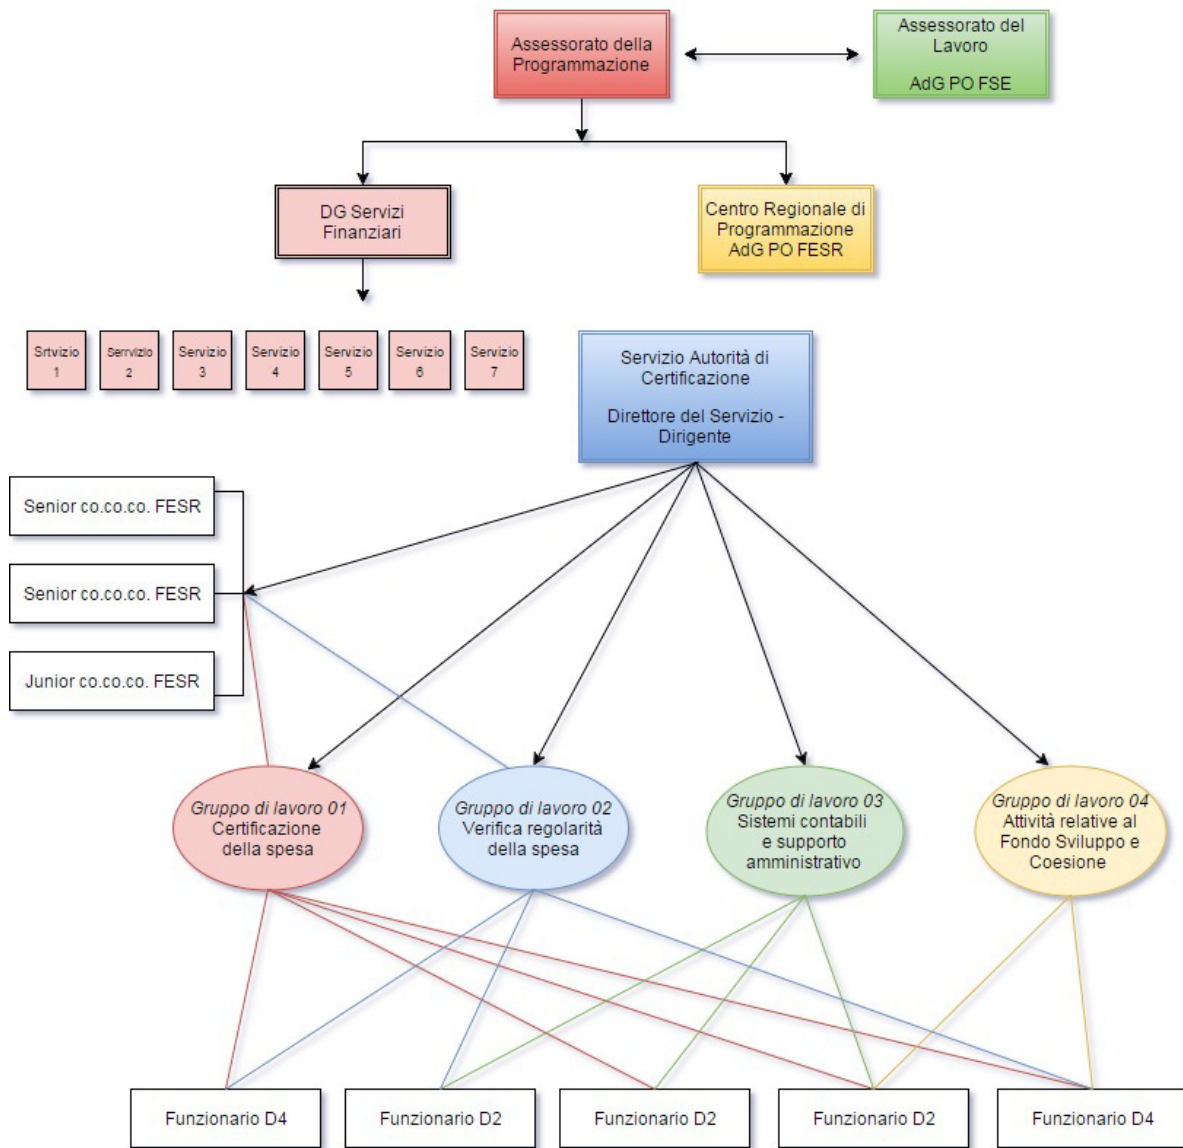 Assessorato della
Programmazione
Assessorato del
Lavoro
AdG PO FSE
DG Servizi
Finanziari
Centro Regionale di
Programmazione
AdG PO FESR
Srtvizio
1
Serrvizio
2
Servizio
3
Servizio
4
Servizio
5
Servizio
6
Servizio
7
Servizio Autorità di
Certificazione
Direttore del Servizio -
Dirigente
Senior co.co.co. FESR
Senior co.co.co. FESR
Junior co.co.co. FESR
Gruppo di lavoro 01
Certificazione
della spesa
Gruppo di lavoro 02
Verifica regolarità
della spesa
Gruppo di lavoro 03
Sistemi contabili
e supporto
amministrativo
Gruppo di lavoro 04
Attività relative al
Fondo Sviluppo e
Coesione
Funzionario D4
Funzionario D2
Funzionario D2
Funzionario D2
Funzionario D4